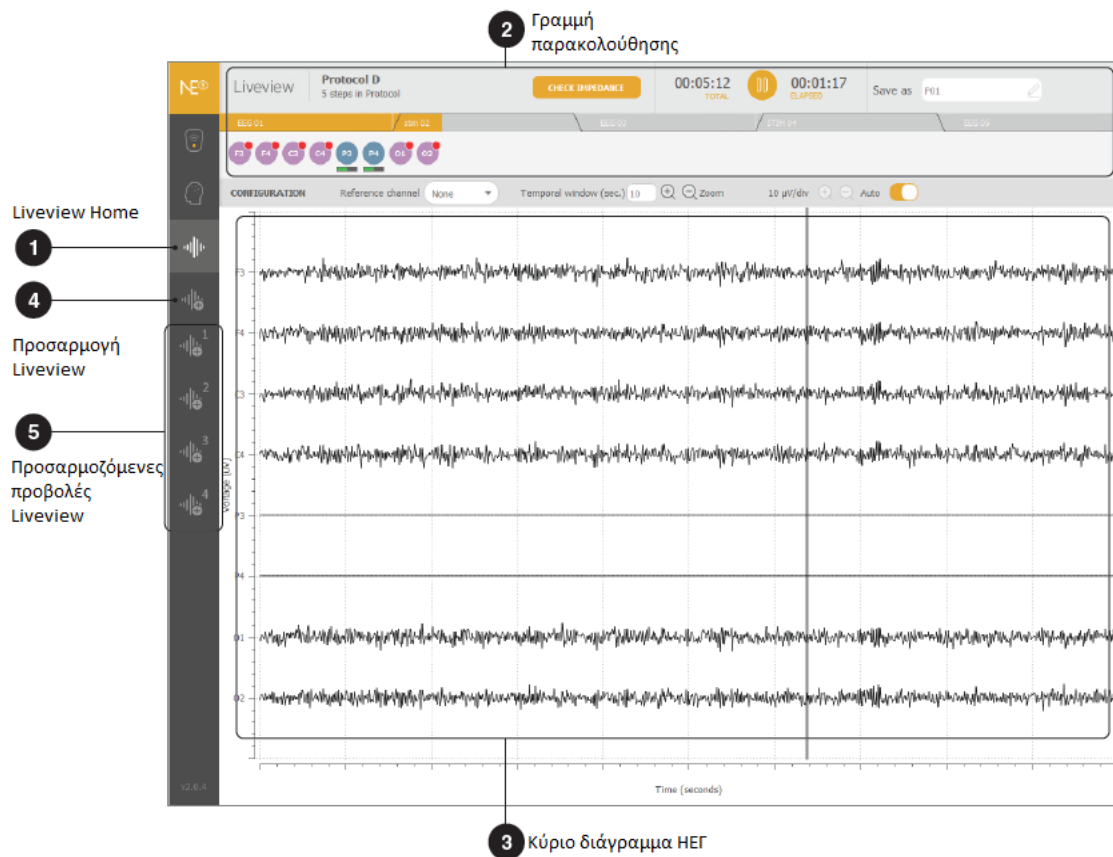 2 Γραμμή
παρακολούθησης
NE®
Liveview
Protocol D
5 steps in Protocol
CHECK IMPEDANCE
00:05:12
TOTAL
00:01:17
ELAPSED
Save as P01
EEG 01 stm 02 EEG 03 STIM 04 EEG 05
F3 F4 C3 C4 P3 P4 O1 O2
CONFIGURATION Reference channel None Temporal window (sec.) 10 Zoom 10 μV/div Auto
Liveview Home
1
4
Προσαρμογή
Liveview
1
2
3
4
5
Προσαρμοζόμενες
προβολές
Liveview
Voltage (uV)
F3
F4
C3
C4
P3
P4
O1
O2
v2.0.4
Time (seconds)
3 Κύριο διάγραμμα ΗΕΓ